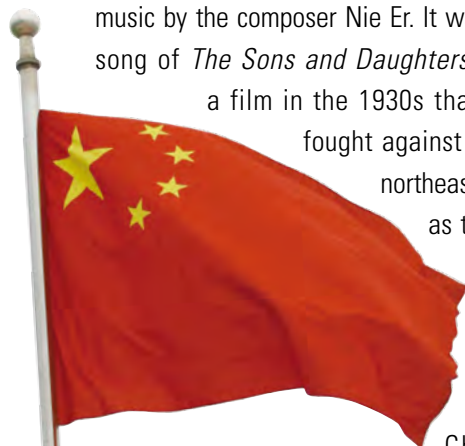 music by the composer Nie Er. It w
song of The Sons and Daughters
a film in the 1930s tha
fought against
northeas
as t